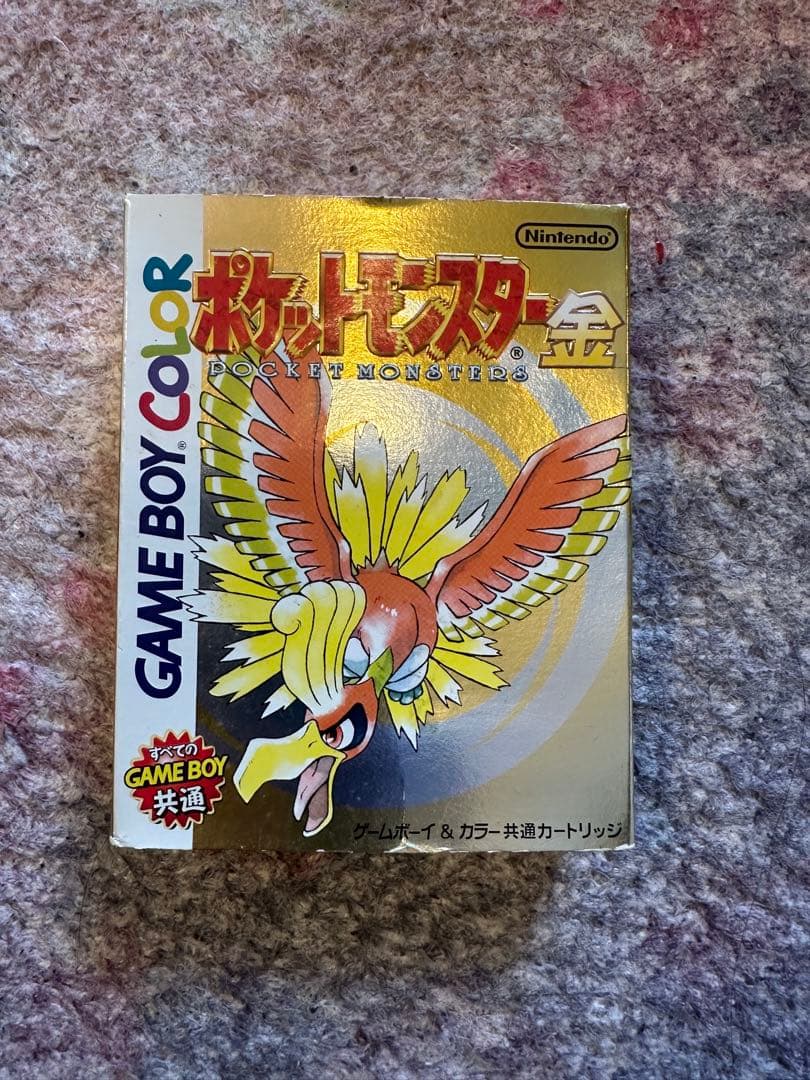 Nintendo®
ポケットモンスター金
®
POCKET MONSTERS
GAME BOY® COLOR
すべての
GAME BOY
共通
ゲームボーイ & カラー共通カートリッジ